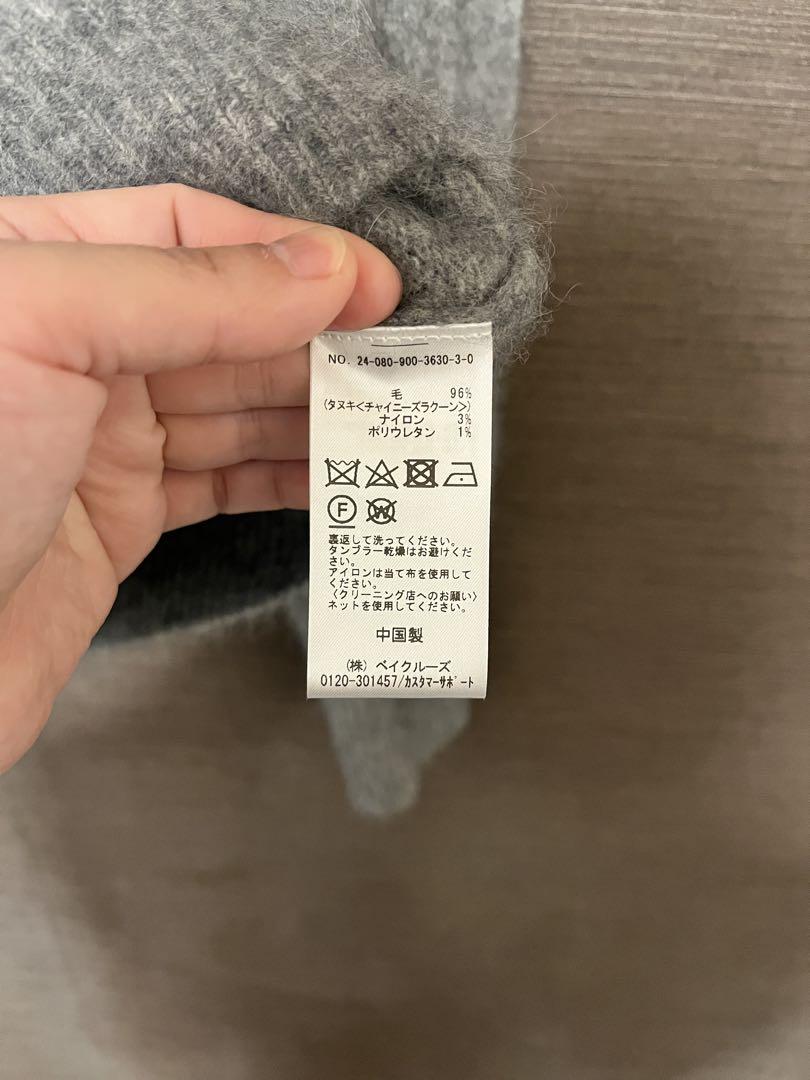 NO. 24-080-900-3630-3-0
毛 96%
(タヌキ<チャイニーズラクーン>)
ナイロン 3%
ポリウレタン 1%
F W
裏返して洗ってください。
タンブラー乾燥はお避けくだ
さい。
アイロンは当て布を使用して
ください。
〈クリーニング店へのお願い〉
ネットを使用してください。
中国製
(株) ベイクルーズ
0120-301457/カスタマーサポート